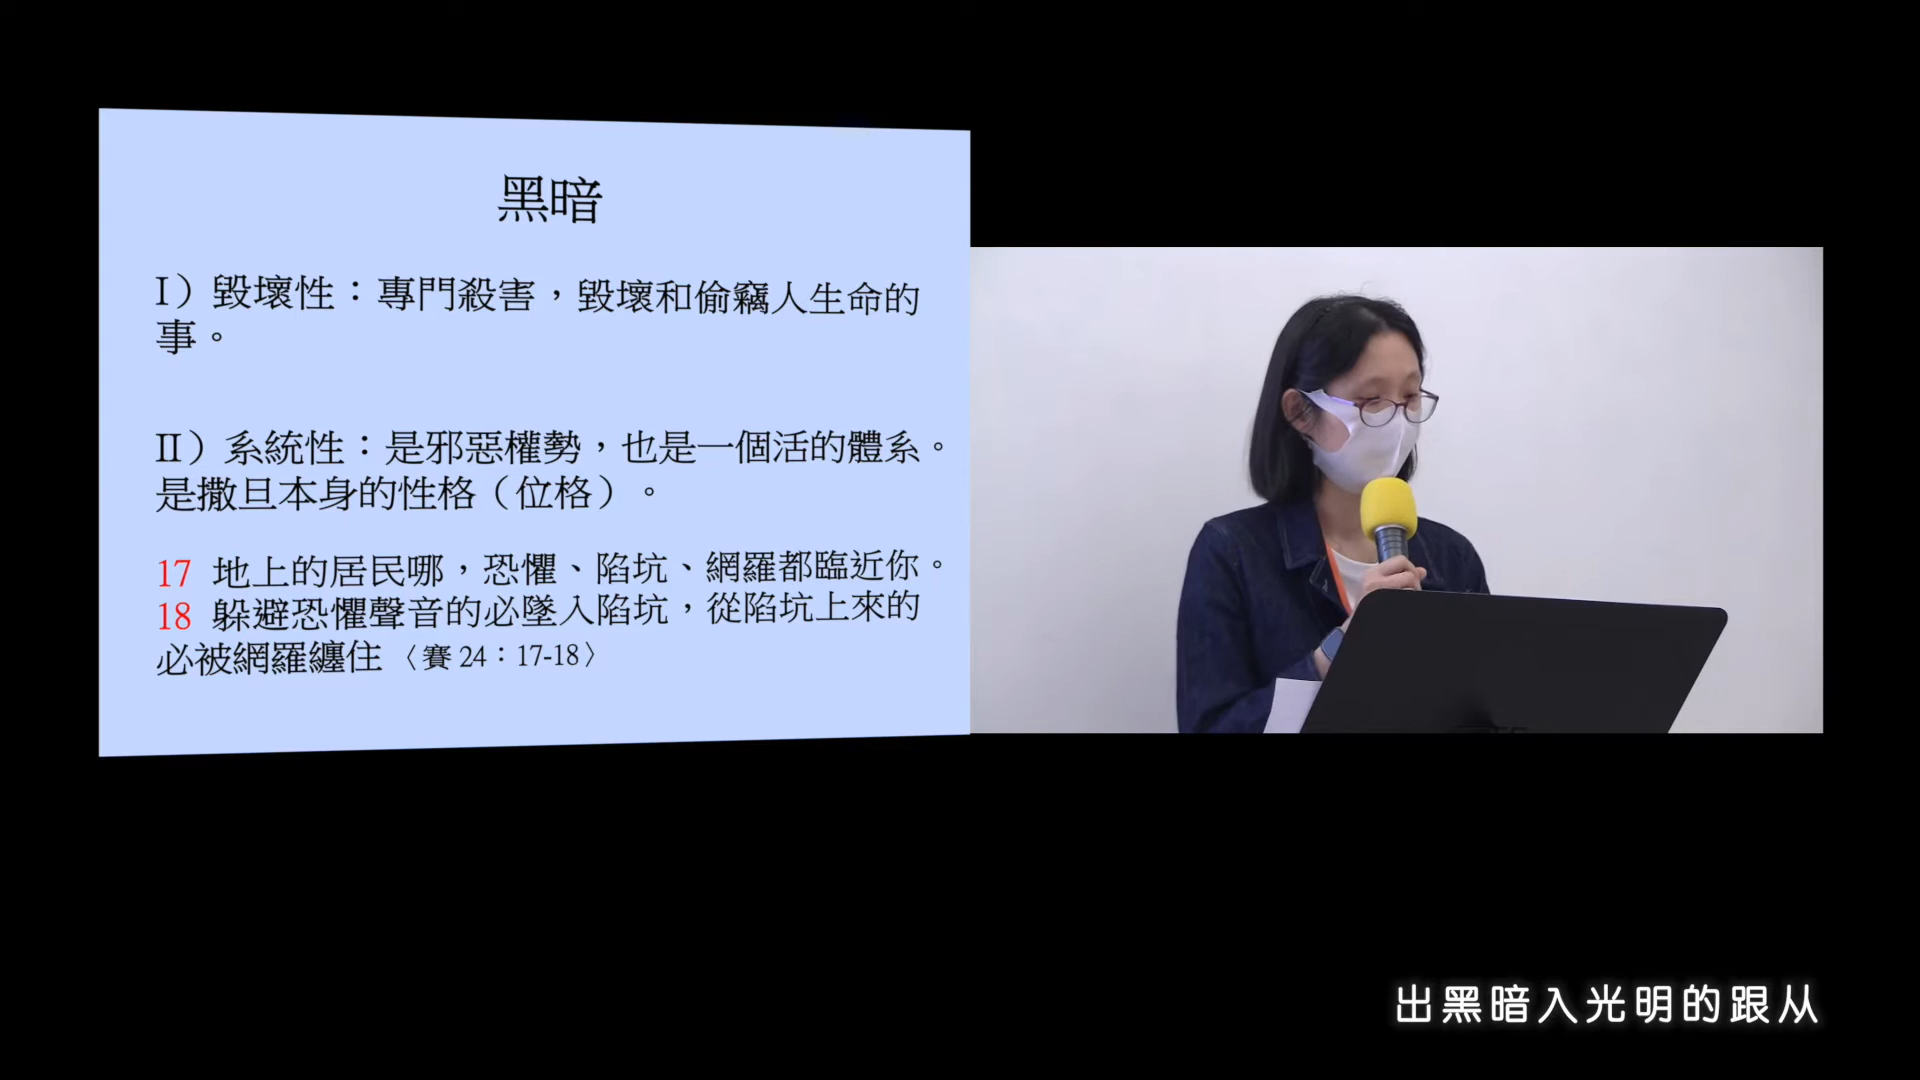 黑暗
I）毀壞性：專門殺害，毀壞和偷竊人生命的
事。
II）系統性：是邪惡權勢，也是一個活的體系。
是撒旦本身的性格（位格）。
17 地上的居民哪，恐懼、陷坑、網羅都臨近你。
18 躲避恐懼聲音的必墜入陷坑，從陷坑上來的
必被網羅纏住〈賽 24：17-18〉
出黑暗入光明的跟从